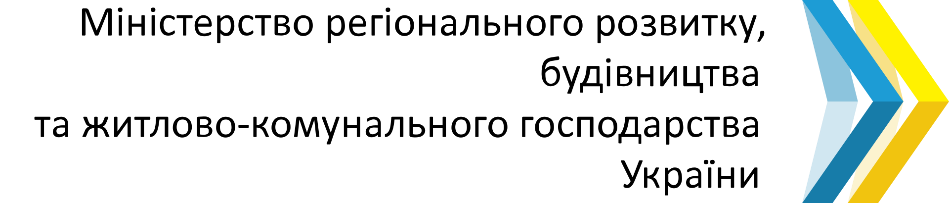 Міністерство регіонального розвитку,
будівництва
та житлово-комунального господарства
України